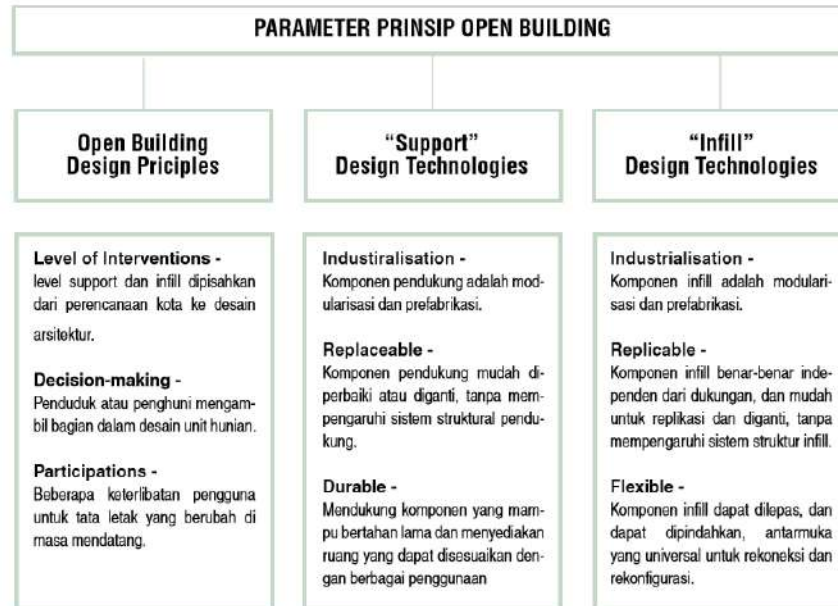 PARAMETER PRINSIP OPEN BUILDING
Open Building
Design Priciples
Level of Interventions -
level support dan infill dipisahkan
dari perencanaan kota ke desain
arsitektur.
Decision-making -
Penduduk atau penghuni mengam-
bil bagian dalam desain unit hunian.
Participations -
Beberapa keterlibatan pengguna
untuk tata letak yang berubah di
masa mendatang.
“Support”
Design Technologies
Industiralisation -
Komponen pendukung adalah mod-
ularisasi dan prefabrikasi.
Replaceable -
Komponen pendukung mudah di-
perbaiki atau diganti, tanpa mem-
pengaruhi sistem struktural pendu-
kung.
Durable -
Mendukung komponen yang mam-
pu bertahan lama dan menyediakan
ruang yang dapat disesuaikan den-
gan berbagai penggunaan
“Infill”
Design Technologies
Industrialisation -
Komponen infill adalah modulari-
sasi dan prefabrikasi.
Replicable -
Komponen infill benar-benar inde-
penden dari dukungan, dan mudah
untuk replikasi dan diganti, tanpa
mempengaruhi sistem struktur infill.
Flexible -
Komponen infill dapat dilepas, dan
dapat dipindahkan, antarmuka
yang universal untuk rekoneksi dan
rekonfigurasi.